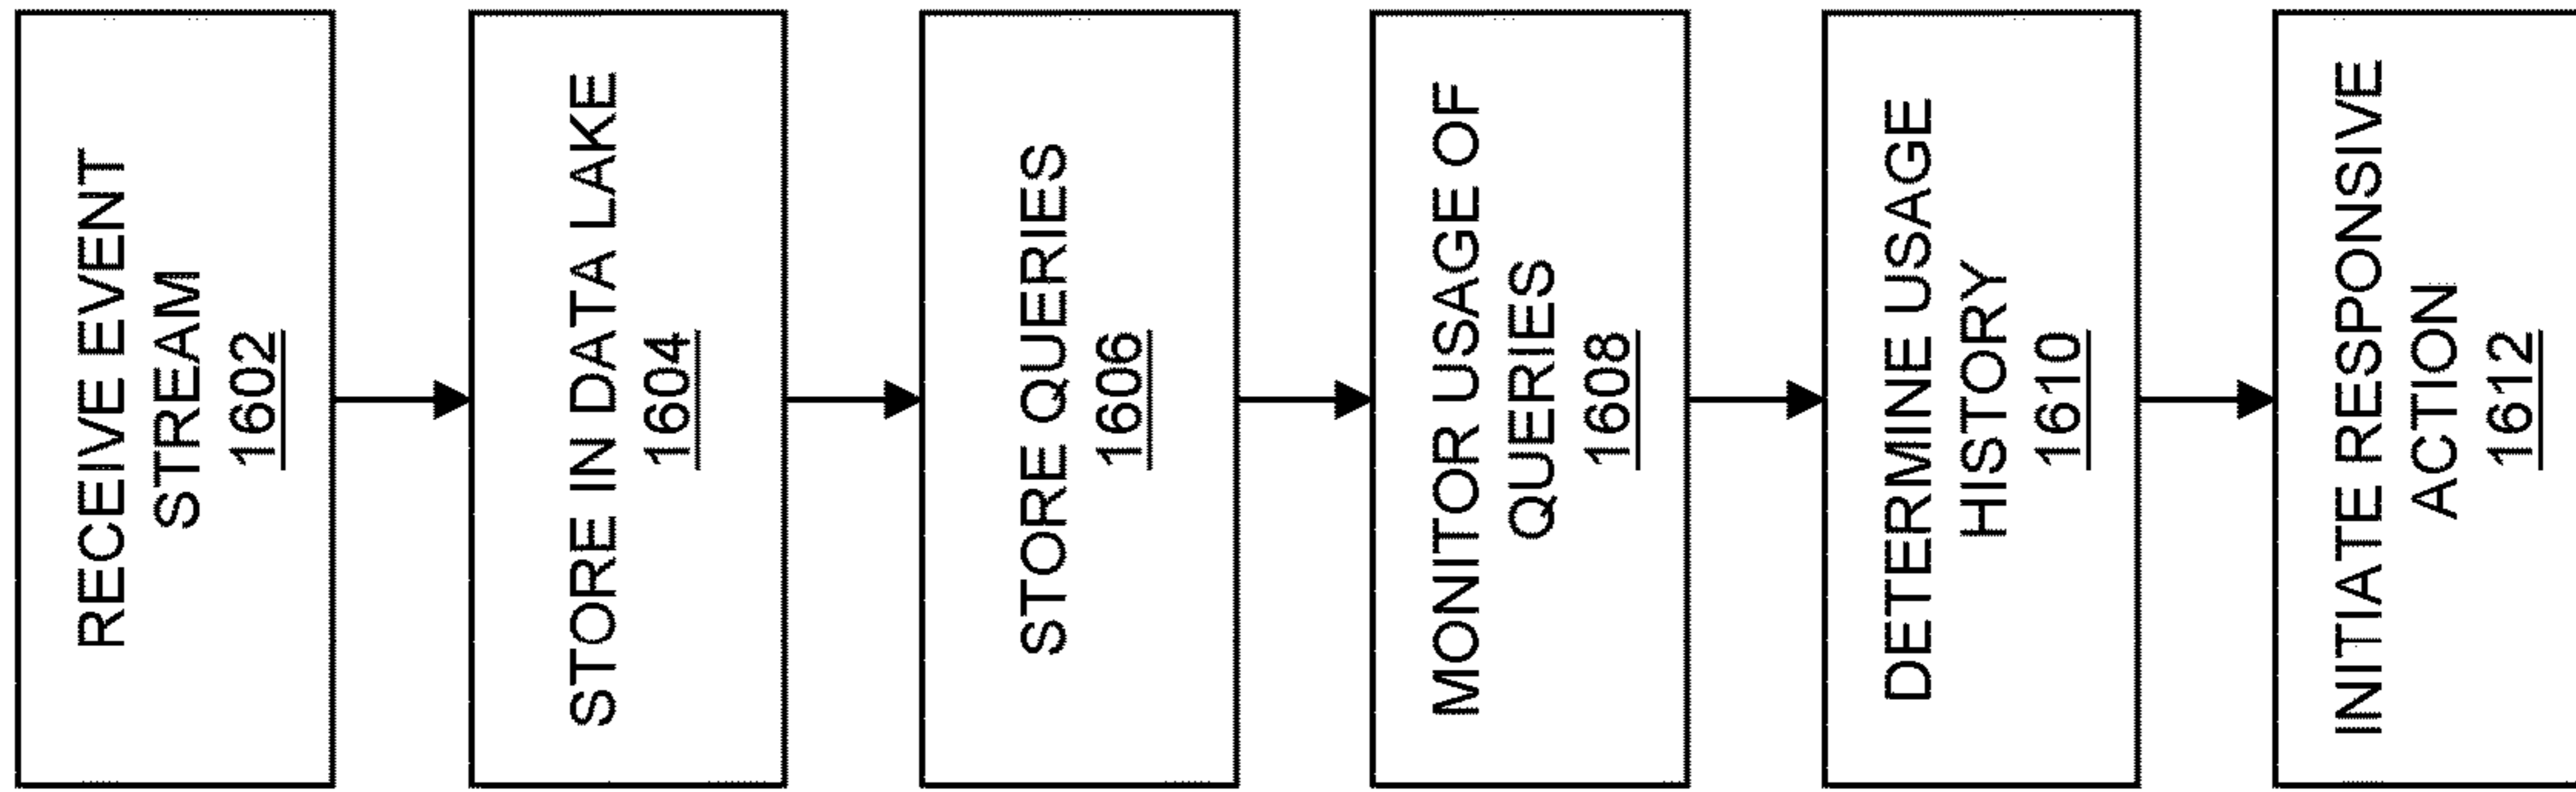 RECEIVE EVENT
STREAM
1602
STORE IN DATA LAKE
1604
STORE QUERIES
1606
MONITOR USAGE OF
QUERIES
1608
DETERMINE USAGE
HISTORY
1610
INITIATE RESPONSIVE
ACTION
1612